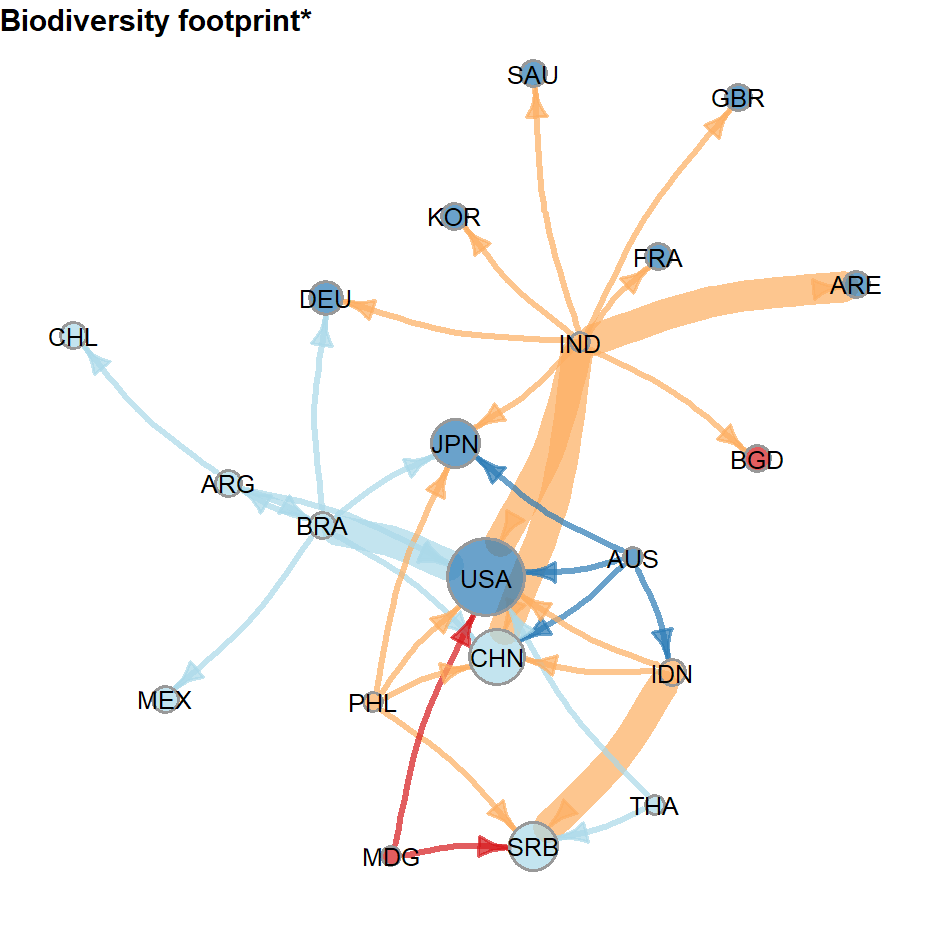 Biodiversity footprint*
SAU
GBR
KOR
FRA
ARE
DEU
CHL
IND
JPN
BGD
ARG
BRA
AUS
USA
CHN
IDN
MEX
PHL
THA
SRB
MDG